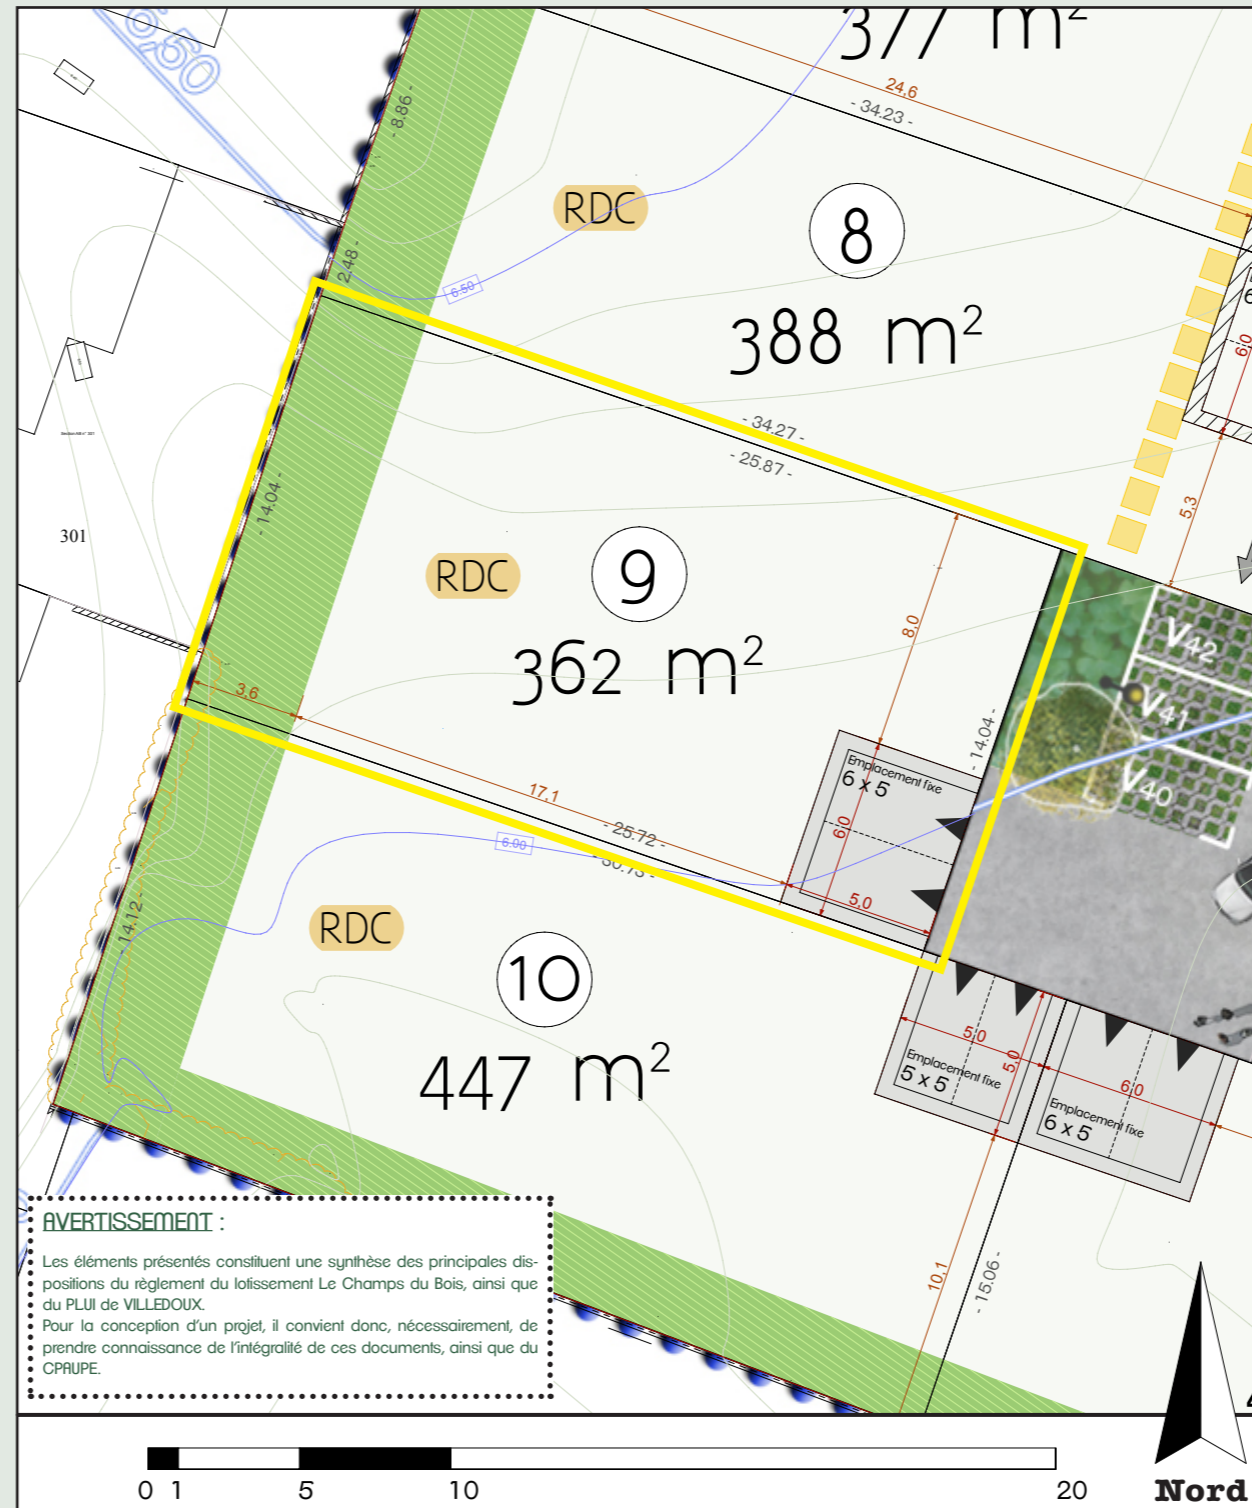 377 m²
6,50
24,6
- 34.23 -
- 8.86 -
RDC
8
2.48 -
6.50
388 m²
6,0
- 34.27 -
- 25.87 -
5,3
- 14.04 -
301
RDC
9
8,0
362 m²
V42
3,6
V41
- 14.04 -
Emplacement fixe
6 x 5
V40
17,1
6,0
- 25.72 -
6.00
- 30.73 -
5,0
RDC
- 14.12 -
10
5,0
5,0
Emplacement fixe
5 x 5
447 m²
6,0
Emplacement fixe
6 x 5
AVERTISSEMENT :
Les éléments présentés constituent une synthèse des principales dis-
positions du règlement du lotissement Le Champs du Bois, ainsi que
du PLUI de VILLEDOUX.
Pour la conception d'un projet, il convient donc, nécessairement, de
prendre connaissance de l'intégralité de ces documents, ainsi que du
CPAUPE.
10,1
- 15.06 -
0 1 5 10 20
Nord